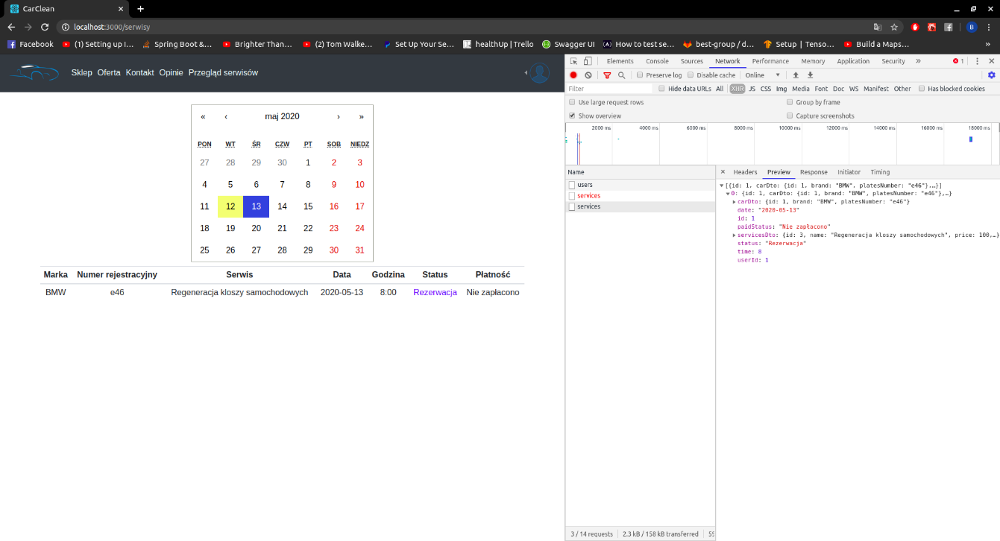 CarClean
localhost:3000/serwisy
B
Facebook (1) Setting up I… Spring Boot &… Brighter Than… (2) Tom Walke… Set Up Your Se… healthUp | Trello Swagger UI How to test se… best-group / d… Setup | Tenso… Build a Maps… »
Sklep Oferta Kontakt Opinie Przegląd serwisów
« ‹ maj 2020 › »
PON WT ŚR CZW PT SOB NIEDZ
27 28 29 30 1 2 3
4 5 6 7 8 9 10
11 12 13 14 15 16 17
18 19 20 21 22 23 24
25 26 27 28 29 30 31
Marka Numer rejestracyjny Serwis Data Godzina Status Płatność
BMW e46 Regeneracja kloszy samochodowych 2020-05-13 8:00 Rezerwacja Nie zapłacono
Elements Console Sources Network Performance Memory Application Security » 1
Preserve log Disable cache Online
Filter Hide data URLs All XHR JS CSS Img Media Font Doc WS Manifest Other Has blocked cookies
Use large request rows Group by frame
Show overview Capture screenshots
2000 ms 4000 ms 6000 ms 8000 ms 10000 ms 12000 ms 14000 ms 16000 ms 18000 ms
Name
users
services
services
Headers Preview Response Initiator Timing
[{id: 1, carDto: {id: 1, brand: "BMW", platesNumber: "e46"},…}]
0: {id: 1, carDto: {id: 1, brand: "BMW", platesNumber: "e46"},…}
carDto: {id: 1, brand: "BMW", platesNumber: "e46"}
date: "2020-05-13"
id: 1
paidStatus: "Nie zapłacono"
servicesDto: {id: 3, name: "Regeneracja kloszy samochodowych", price: 100,…}
status: "Rezerwacja"
time: 8
userId: 1
3 / 14 requests 2.3 kB / 158 kB transferred